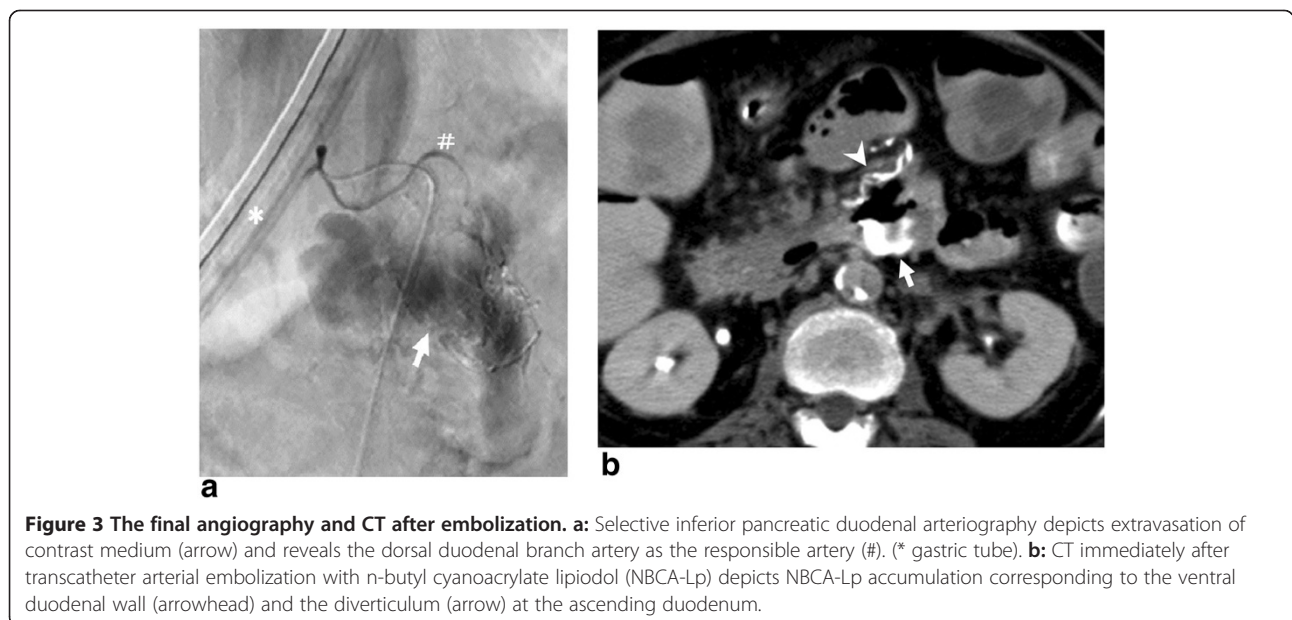 #
*
a
b
Figure 3 The final angiography and CT after embolization. a: Selective inferior pancreatic duodenal arteriography depicts extravasation of
contrast medium (arrow) and reveals the dorsal duodenal branch artery as the responsible artery (#). (* gastric tube). b: CT immediately after
transcatheter arterial embolization with n-butyl cyanoacrylate lipiodol (NBCA-Lp) depicts NBCA-Lp accumulation corresponding to the ventral
duodenal wall (arrowhead) and the diverticulum (arrow) at the ascending duodenum.